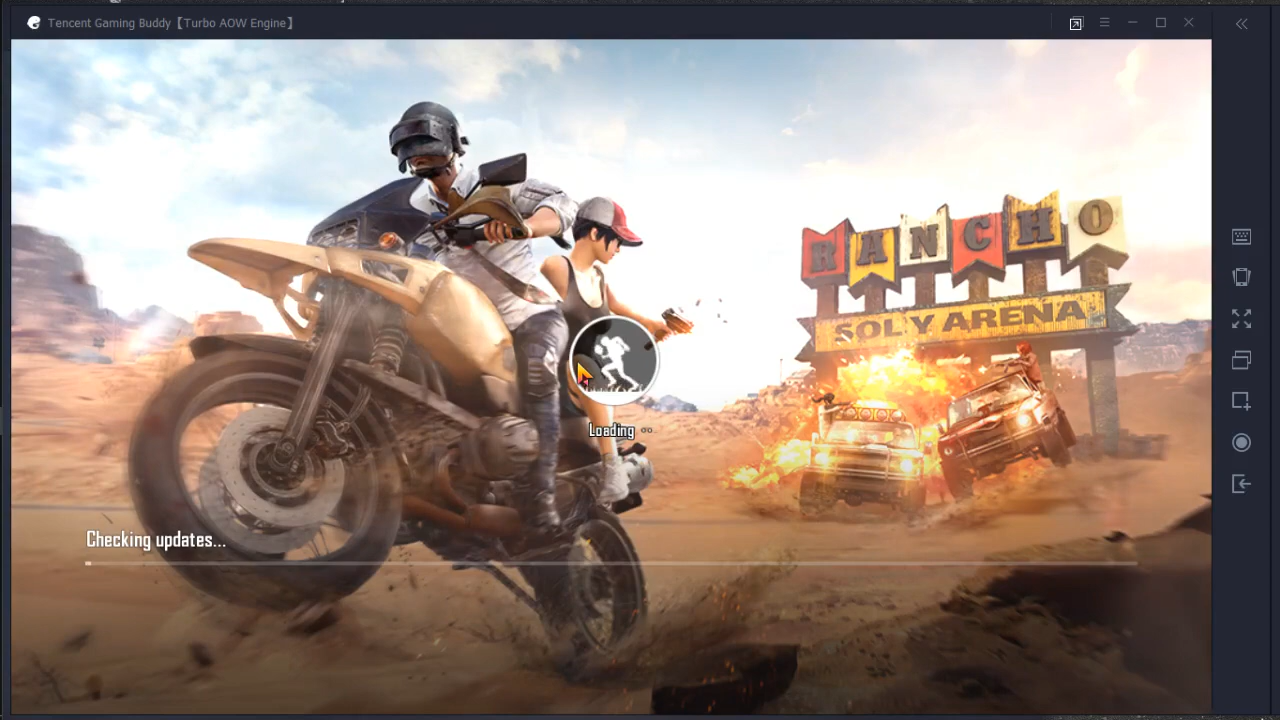 Tencent Gaming Buddy【Turbo AOW Engine】
RANCHO
SOL Y ARENA
Loading ..
Checking updates...